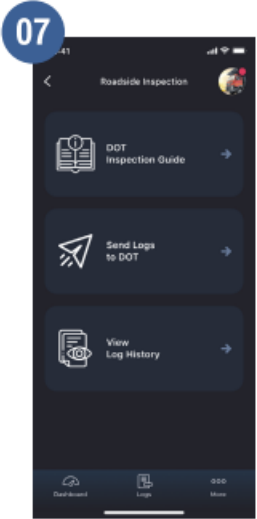 07
41
Roadside Inspection
DOT
Inspection Guide
Send Logs
to DOT
View
Log History
Dashboard
Logs
More